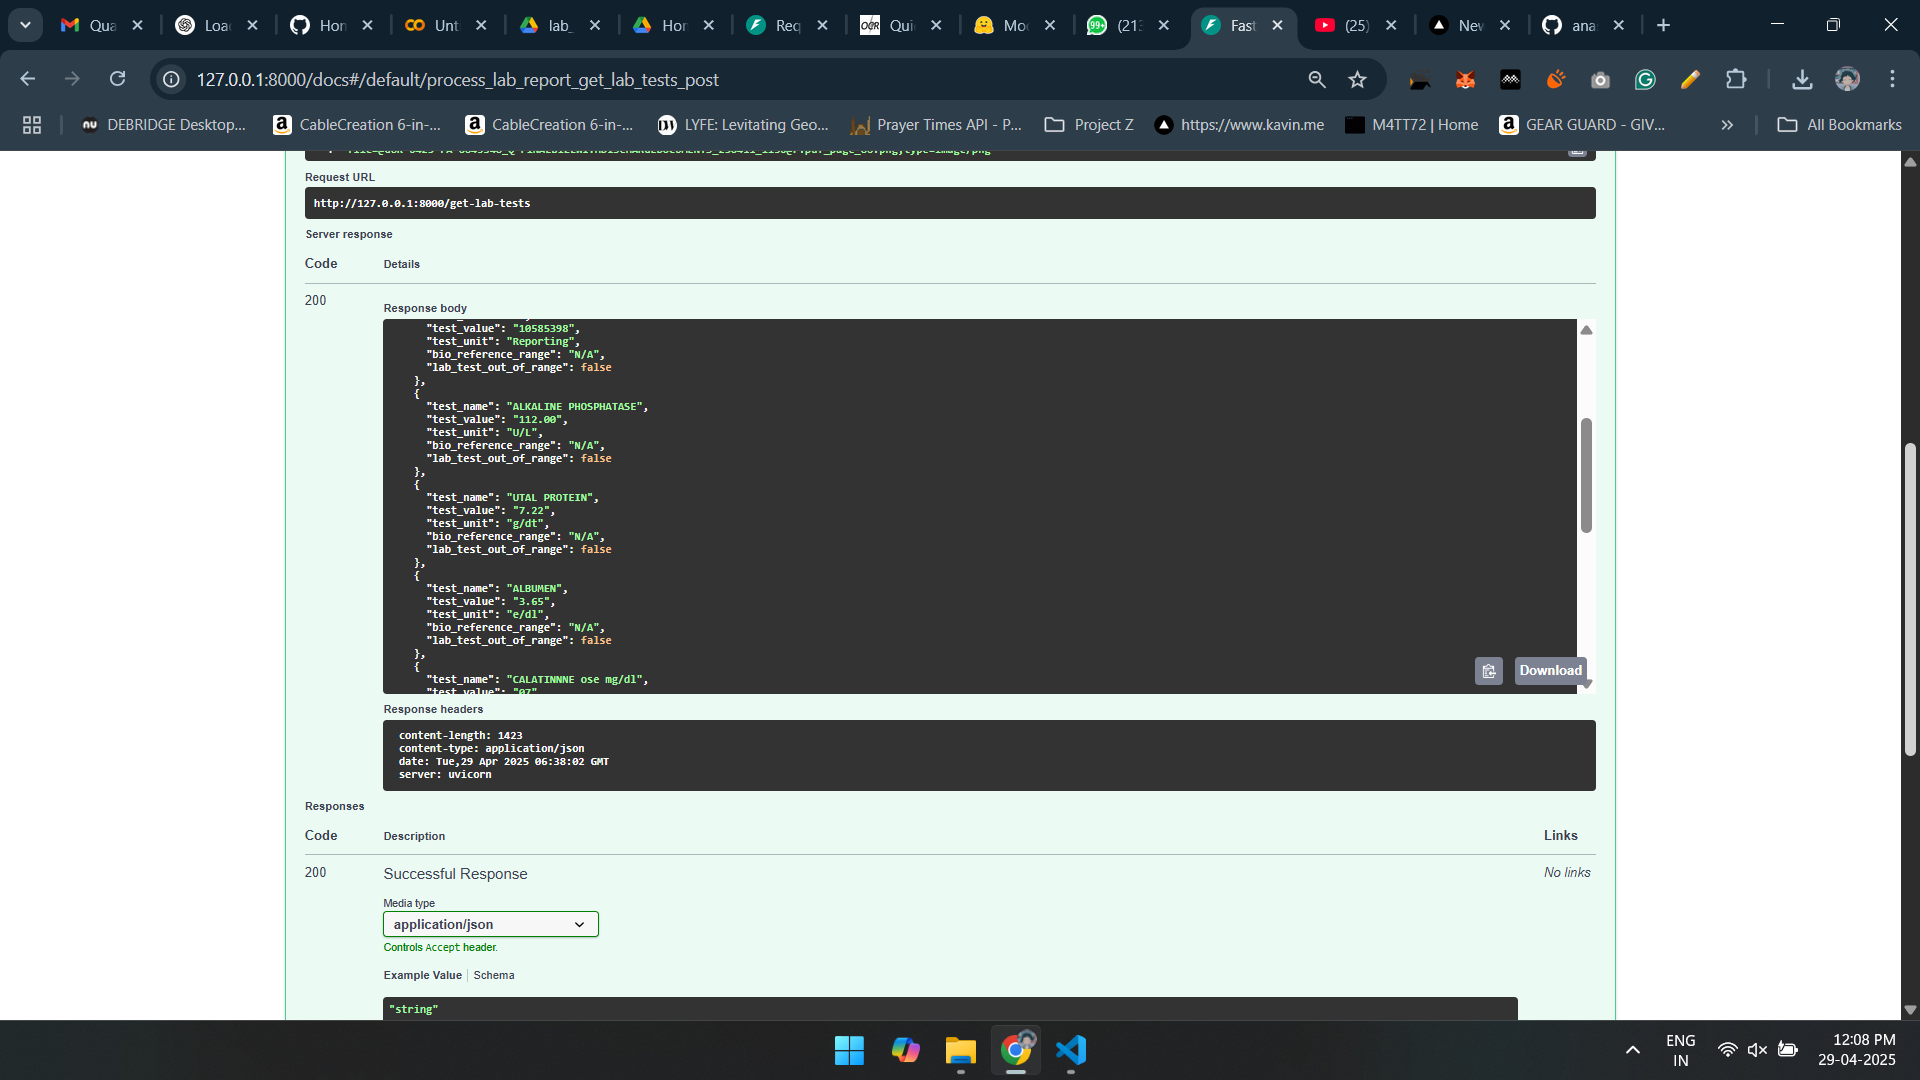 Qua
Loa
Hon
Unt
lab_
Hon
Req
OCR
Quic
Moc
99+
(213
Fast
(25)
New
ana
127.0.0.1:8000/docs#/default/process_lab_report_get_lab_tests_post
DEBRIDGE Desktop...
CableCreation 6-in-...
CableCreation 6-in-...
LYFE: Levitating Geo...
Prayer Times API - P...
Project Z
https://www.kavin.me
M4TT72 | Home
GEAR GUARD - GIV...
All Bookmarks
Request URL
http://127.0.0.1:8000/get-lab-tests
Server response
Code Details
200
Response body
"test_value": "10585398",
"test_unit": "Reporting",
"bio_reference_range": "N/A",
"lab_test_out_of_range": false
},
{
"test_name": "ALKALINE PHOSPHATASE",
"test_value": "112.00",
"test_unit": "U/L",
"bio_reference_range": "N/A",
"lab_test_out_of_range": false
},
{
"test_name": "UTAL PROTEIN",
"test_value": "7.22",
"test_unit": "g/dt",
"bio_reference_range": "N/A",
"lab_test_out_of_range": false
},
{
"test_name": "ALBUMEN",
"test_value": "3.65",
"test_unit": "e/dl",
"bio_reference_range": "N/A",
"lab_test_out_of_range": false
},
{
"test_name": "CALATINNNE ose mg/dl",
"test_value": "07"
Download
Response headers
content-length: 1423
content-type: application/json
date: Tue,29 Apr 2025 06:38:02 GMT
server: uvicorn
Responses
Code Description Links
200 Successful Response No links
Media type
application/json
Controls Accept header.
Example Value Schema
"string"
ENG
IN
12:08 PM
29-04-2025